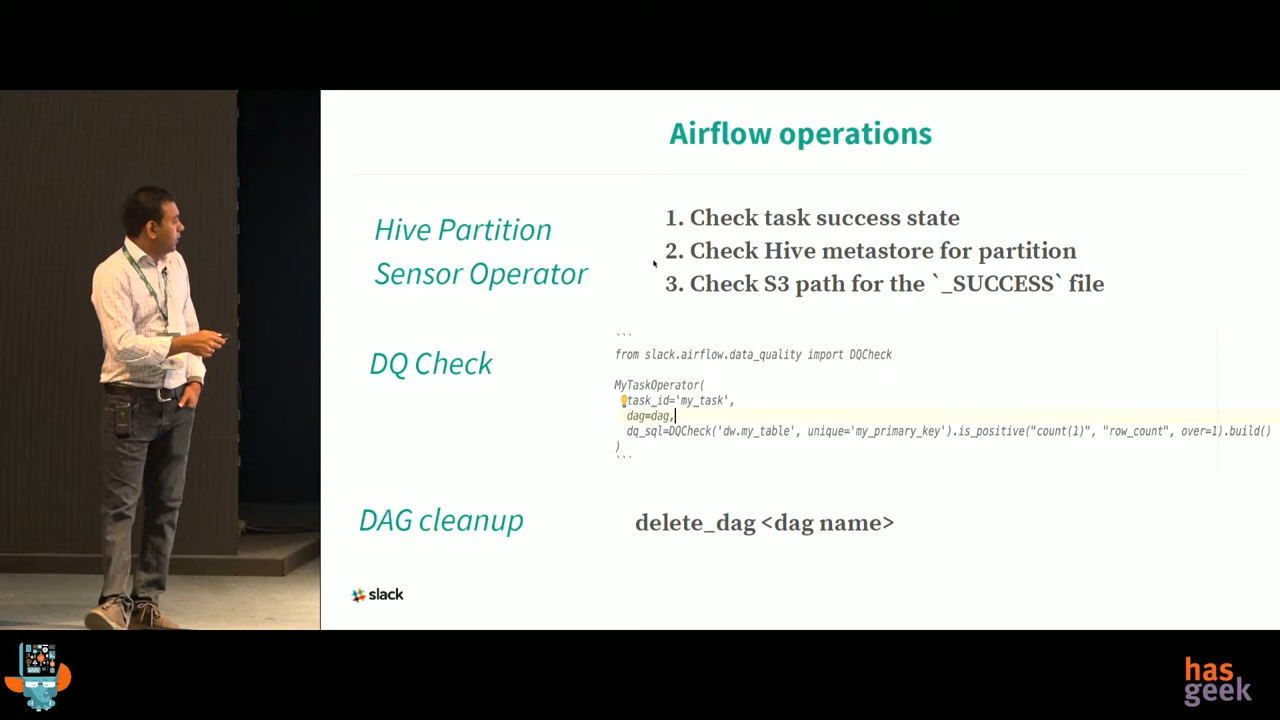 Airflow operations
Hive Partition
Sensor Operator
1. Check task success state
2. Check Hive metastore for partition
3. Check S3 path for the `_SUCCESS` file
DQ Check
```
from slack.airflow.data_quality import DQCheck
MyTaskOperator(
task_id='my_task',
dag=dag,
dq_sql=DQCheck('dw.my_table', unique='my_primary_key').is_positive("count(1)", "row_count", over=1).build()
)
```
DAG cleanup
delete_dag <dag name>
slack
has
geek